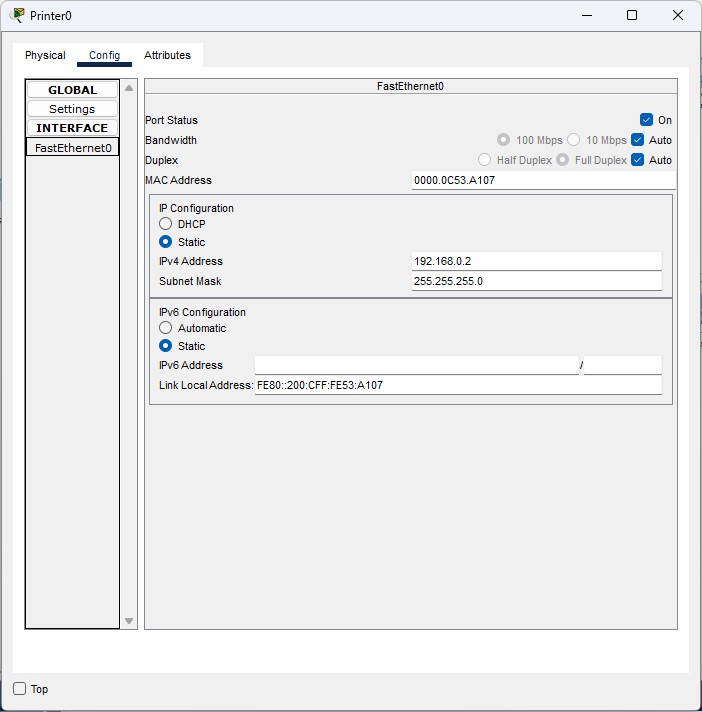 Printer0
Physical Config Attributes
GLOBAL
Settings
INTERFACE
FastEthernet0
FastEthernet0
Port Status On
Bandwidth 100 Mbps 10 Mbps Auto
Duplex Half Duplex Full Duplex Auto
MAC Address 0000.0C53.A107
IP Configuration
DHCP
Static
IPv4 Address 192.168.0.2
Subnet Mask 255.255.255.0
IPv6 Configuration
Automatic
Static
IPv6 Address /
Link Local Address: FE80::200:CFF:FE53:A107
Top